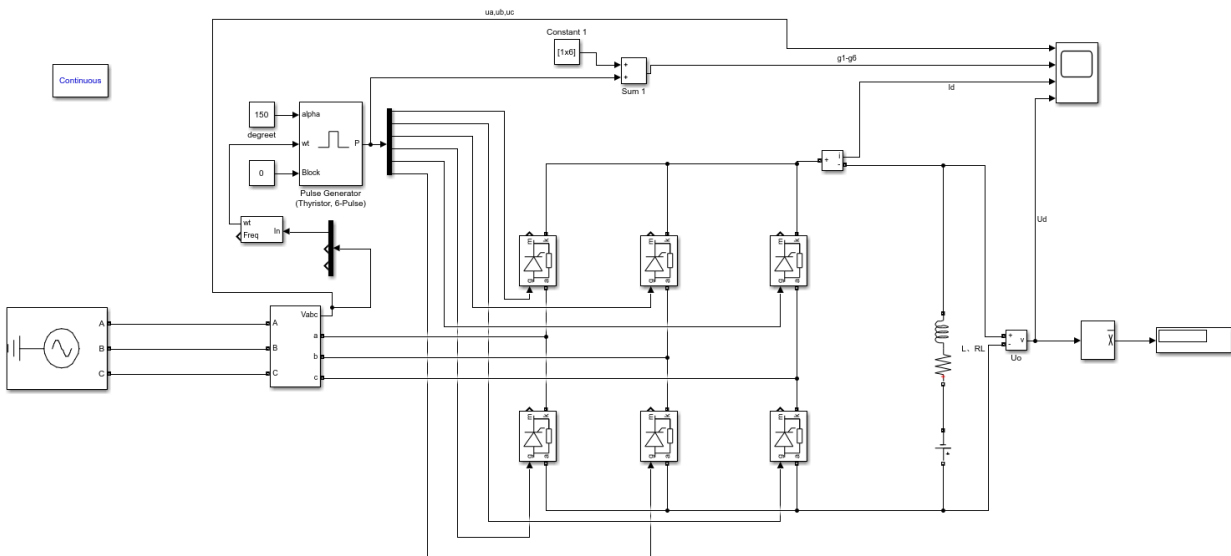 ua,ub,uc
Constant 1
[1x6]
+
+
Sum 1
g1-g6
Id
Continuous
150
degreet
alpha
wt
Block
P
0
Pulse Generator
(Thyristor, 6-Pulse)
+
i
-
wt
Freq
In
Ud
m
k
g
a
m
k
g
a
m
k
g
a
A
B
C
A
B
C
Vabc
a
b
c
L、RL
+
-
v
Uo
X
m
k
g
a
m
k
g
a
m
k
g
a
+